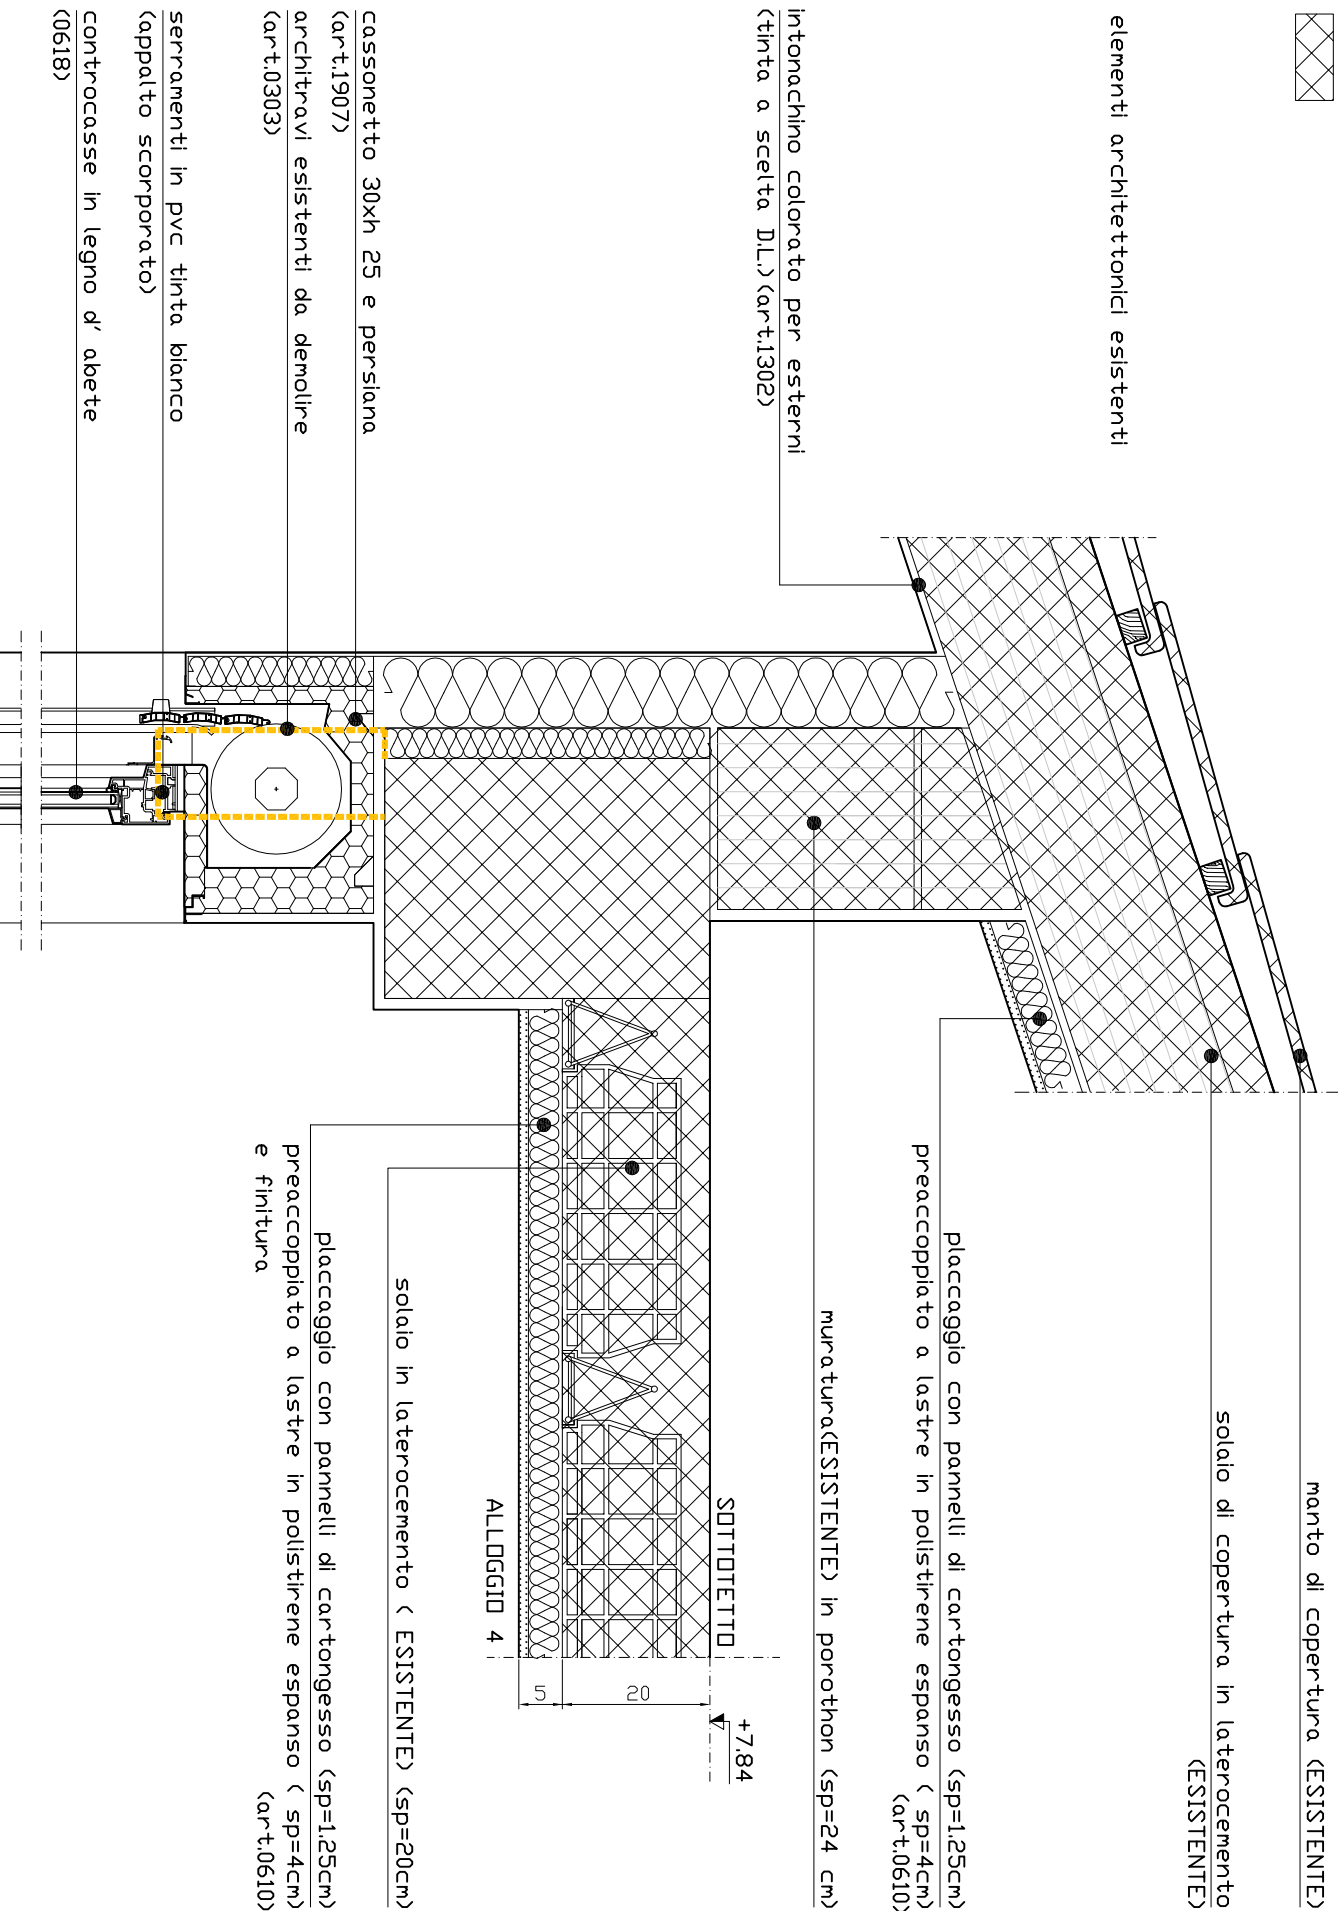 elementi architettonici esistenti
intonachino colorato per esterni
(tinta a scelta D.L.)(art.1302)
cassonetto 30xh 25 e persiana
(art.1907)
architravi esistenti da demolire
(art.0303)
serramenti in pvc tinta bianco
(appalto scorporato)
controcasse in legno d' abete
(0618)
manto di copertura (ESISTENTE)
solaio di copertura in laterocemento
(ESISTENTE)
placcaggio con pannelli di cartongesso (sp=1.25cm)
preaccoppiato a lastre in polistirene espanso ( sp=4cm)
(art.0610)
muratura(ESISTENTE) in porothon (sp=24 cm)
+7.84
SOTTOTETTO
20
5
ALLOGGIO 4
solaio in laterocemento ( ESISTENTE) (sp=20cm)
placcaggio con pannelli di cartongesso (sp=1.25cm)
preaccoppiato a lastre in polistirene espanso ( sp=4cm)
e finitura
(art.0610)